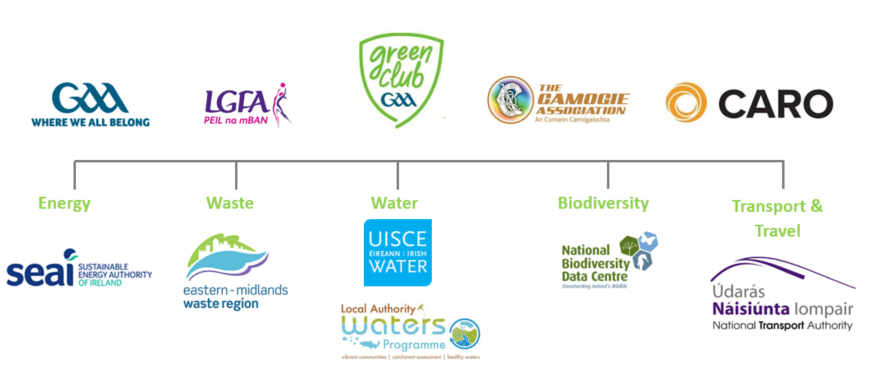 green
club
GAA
GAA
WHERE WE ALL BELONG
LGFA
PEIL na mBAN
THE
CAMOGIE
ASSOCIATION
An Cumann Camógaíochta
CARO
Energy
Waste
Water
Biodiversity
Transport &
Travel
seai
SUSTAINABLE
ENERGY AUTHORITY
OF IRELAND
eastern-midlands
waste region
UISCE
ÉIREANN : IRISH
WATER
Local Authority
Waters
Programme
vibrant communities | catchment assessment | healthy waters
National
Biodiversity
Data Centre
Documenting Ireland's Wildlife
Údarás
Náisiúnta Iompair
National Transport Authority